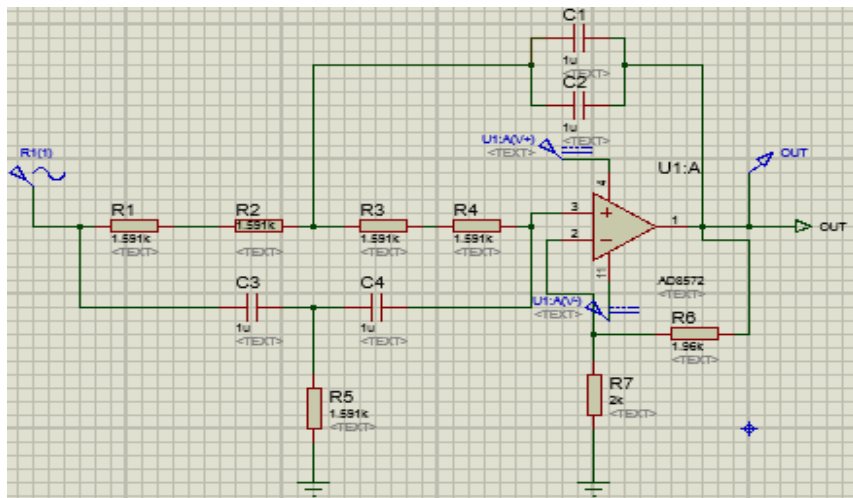 C1
1u
<TEXT>
C2
1u
<TEXT>
U1:A(V+)
<TEXT>
U1:A
R1(1)
<TEXT>
OUT
4
R1
1.591k
<TEXT>
R2
1.591k
<TEXT>
R3
1.591k
<TEXT>
R4
1.591k
<TEXT>
3
2
1
11
OUT
AD8572
<TEXT>
C3
1u
<TEXT>
C4
1u
<TEXT>
U1:A(V-)
<TEXT>
R6
1.96k
<TEXT>
R5
1.591k
<TEXT>
R7
2k
<TEXT>